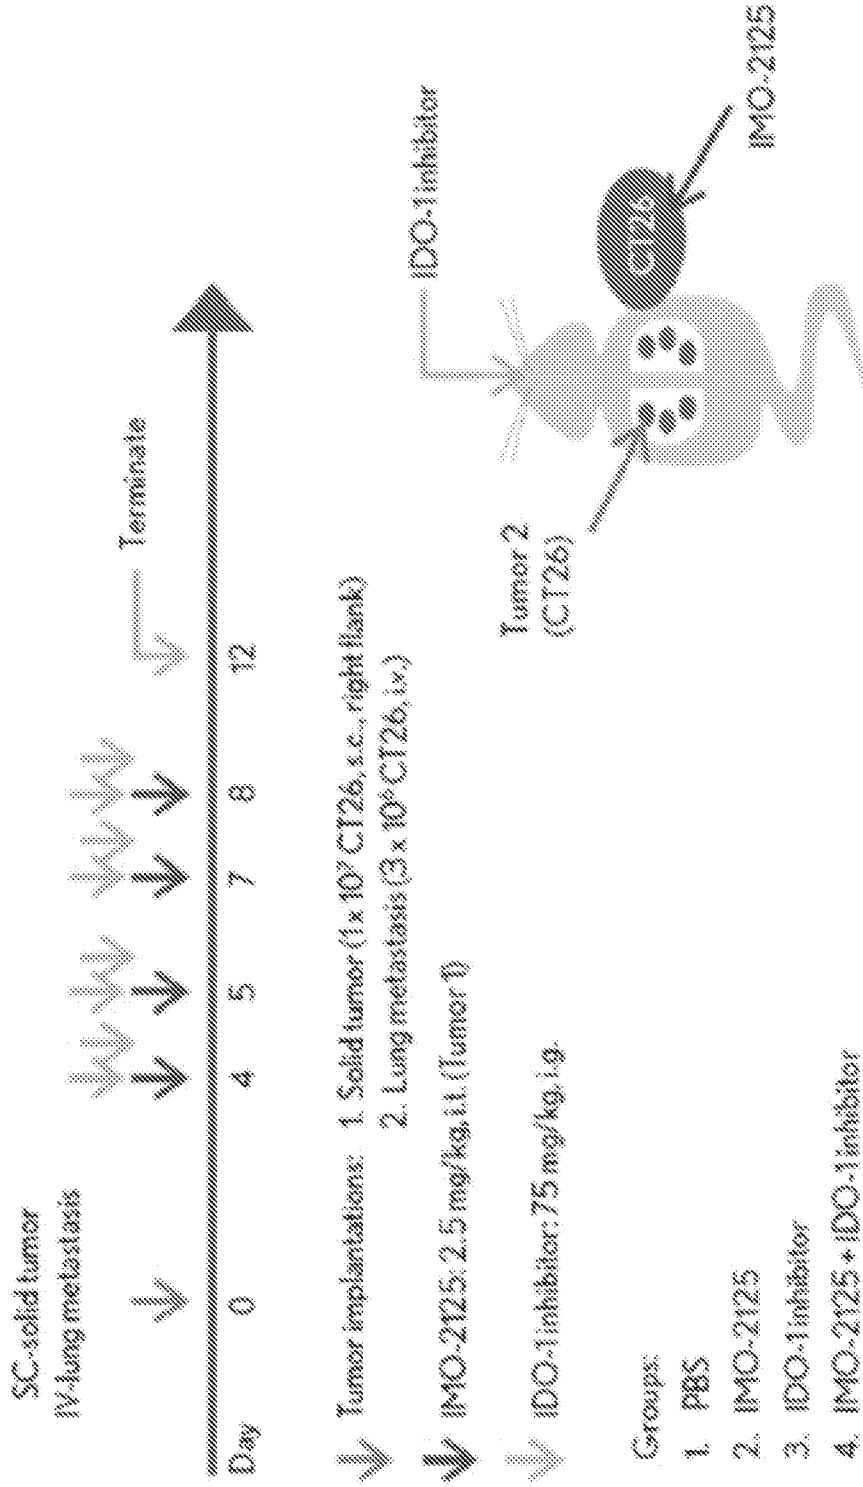 SC-solid tumor
IV-lung metastasis
Terminate
Day
0
4
5
7
8
12
Tumor implantations: 1. Solid tumor (1 x 10⁷ CT26, s.c., right flank)
2. Lung metastasis (3 x 10⁶ CT26, i.v.)
IMO-2125: 2.5 mg/kg, i.t. (Tumor 1)
IDO-1 inhibitor: 75 mg/kg, i.g.
Groups:
1. PBS
2. IMO-2125
3. IDO-1 inhibitor
4. IMO-2125 + IDO-1 inhibitor
IDO-1 inhibitor
Tumor 2
(CT26)
CT26
IMO-2125